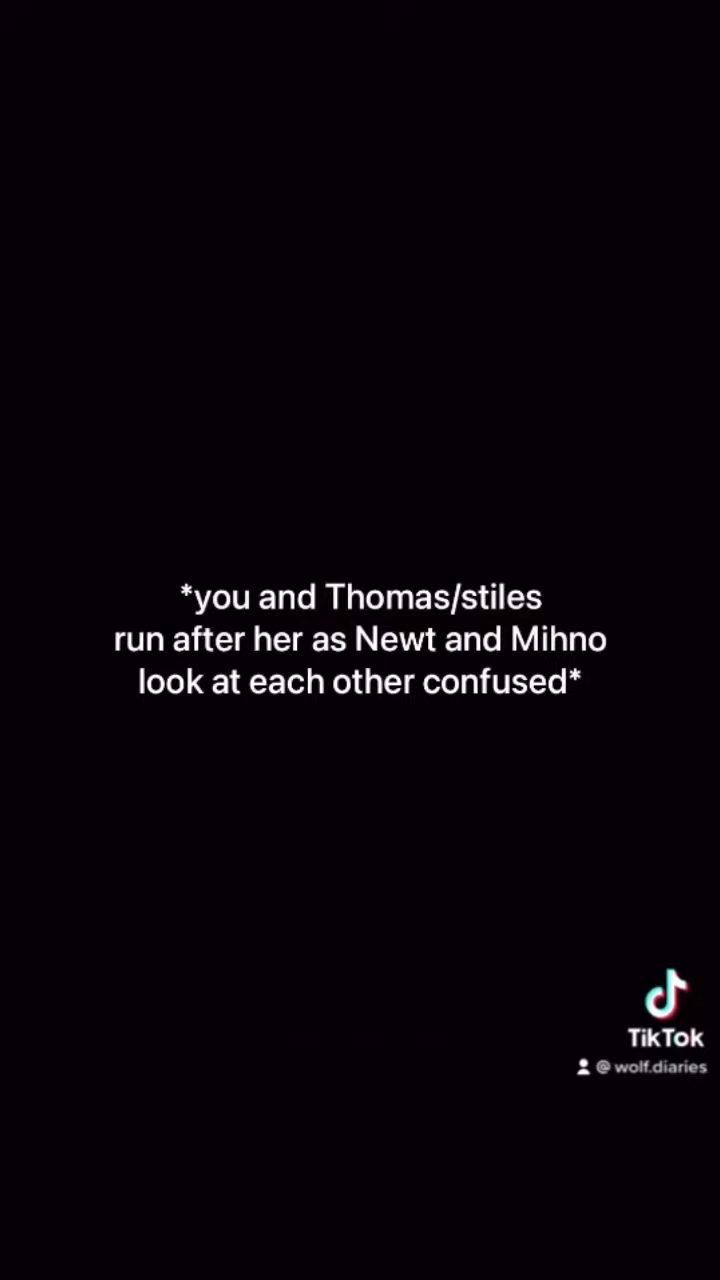 *you and Thomas/stiles
run after her as Newt and Mihno
look at each other confused*
TikTok
@ wolf.diaries